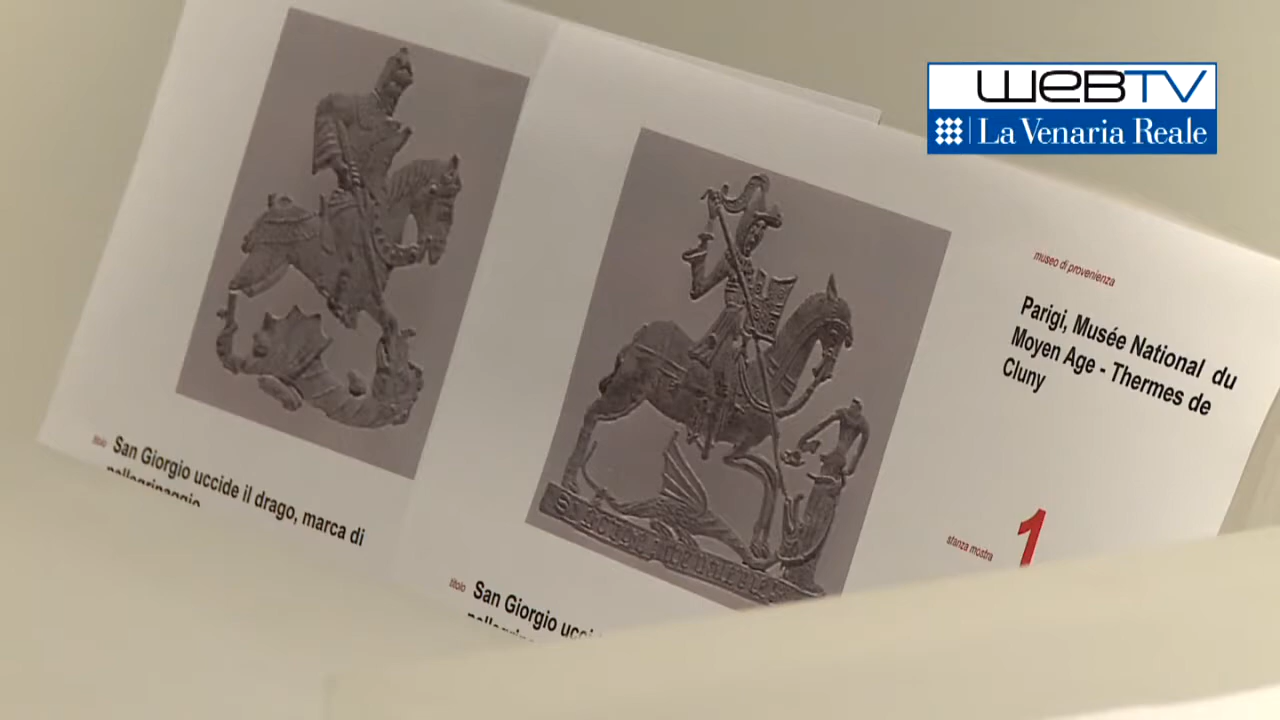 WEBTV
La Venaria Reale
museo di provenienza
Parigi, Musée National du
Moyen Age - Thermes de
Cluny
stanza mostra
1
titolo
San Giorgio uccide il drago, marca di
pellegrinaggio
titolo
San Giorgio